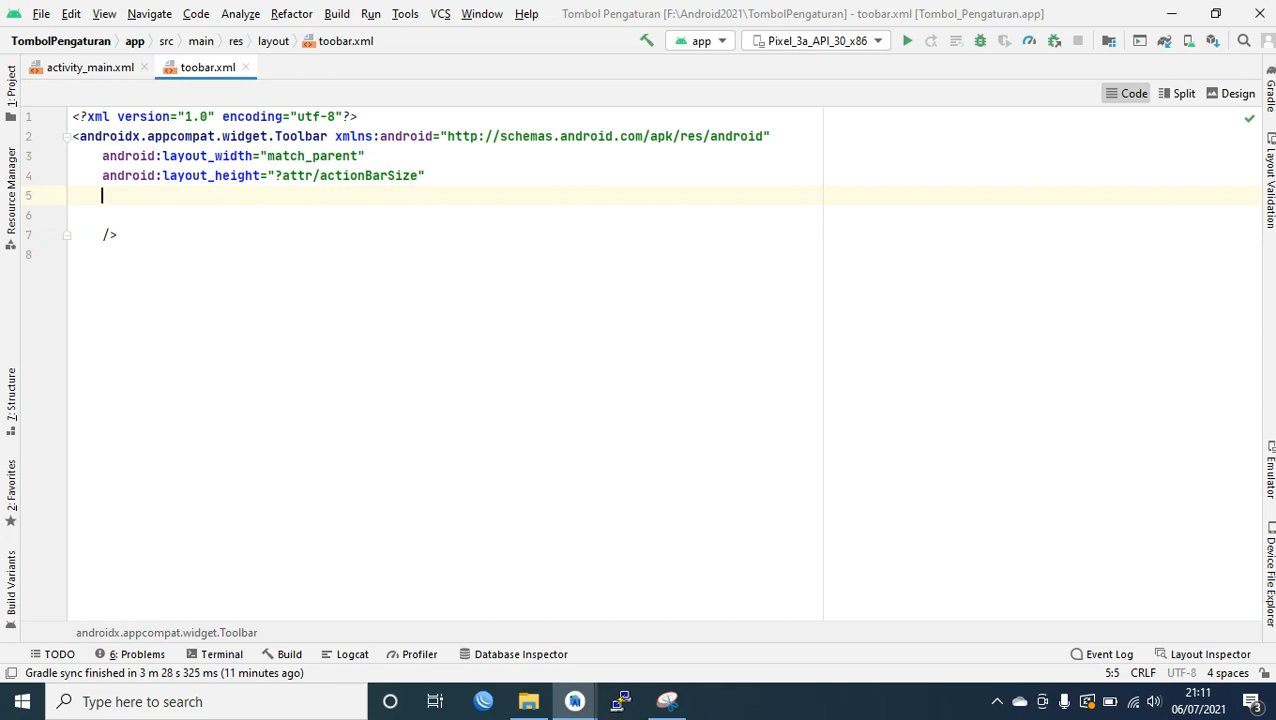 File Edit View Navigate Code Analyze Refactor Build Run Tools VCS Window Help Tombol Pengaturan [F:\Android2021\TombolPengaturan] - toobar.xml [Tombol_Pengaturan.app]
TombolPengaturan app src main res layout toobar.xml app Pixel_3a_API_30_x86
activity_main.xml toobar.xml
Code Split Design
1 <?xml version="1.0" encoding="utf-8"?>
2 <androidx.appcompat.widget.Toolbar xmlns:android="http://schemas.android.com/apk/res/android"
3 android:layout_width="match_parent"
4 android:layout_height="?attr/actionBarSize"
5
6
7 />
8
1: Project
Resource Manager
7: Structure
2: Favorites
Build Variants
Gradle
Layout Validation
Emulator
Device File Explorer
androidx.appcompat.widget.Toolbar
TODO 6: Problems Terminal Build Logcat Profiler Database Inspector Event Log Layout Inspector
Gradle sync finished in 3 m 28 s 325 ms (11 minutes ago) 5:5 CRLF UTF-8 4 spaces
Type here to search 21:11
06/07/2021 3